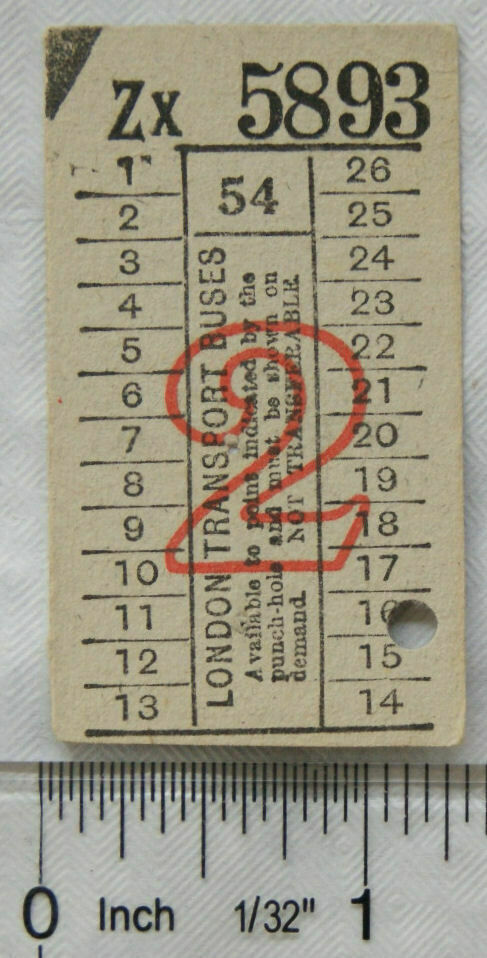 Zx 5893
1 26
2 25
3 24
4 23
5 22
6 21
7 20
8 19
9 18
10 17
11 16
12 15
13 14
54
LONDON TRANSPORT BUSES
Available to point indicated by the
punch-hole and must be shown on
demand. NOT TRANSFERABLE.
2
0 Inch 1/32" 1